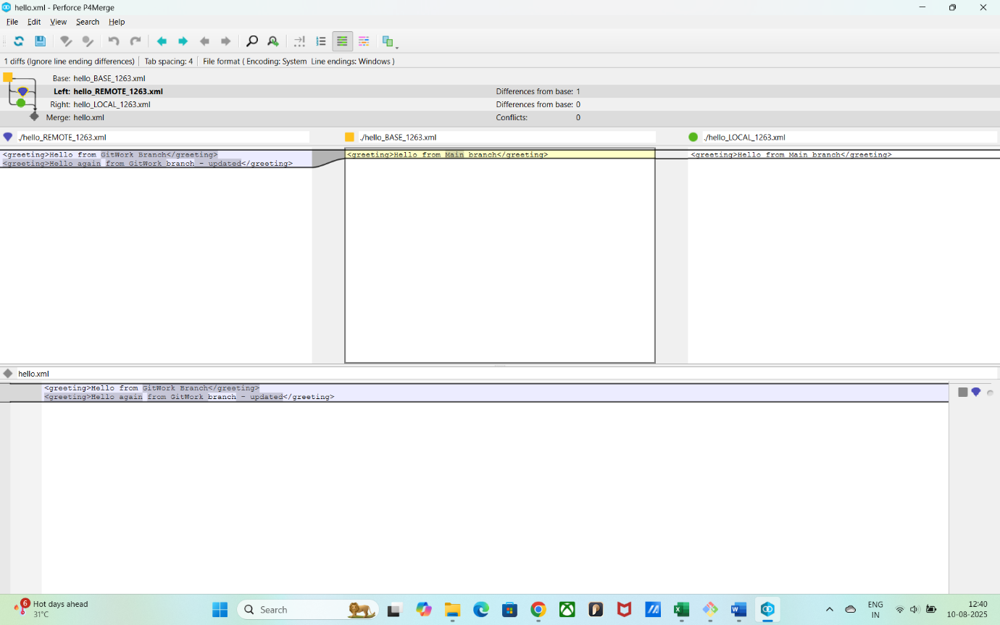 hello.xml - Perforce P4Merge
File Edit View Search Help
1 diffs (Ignore line ending differences) Tab spacing: 4 File format ( Encoding: System Line endings: Windows )
Base: hello_BASE_1263.xml
Left: hello_REMOTE_1263.xml Differences from base: 1
Right: hello_LOCAL_1263.xml Differences from base: 0
Merge: hello.xml Conflicts: 0
./hello_REMOTE_1263.xml ./hello_BASE_1263.xml ./hello_LOCAL_1263.xml
<greeting>Hello from GitWork Branch</greeting> <greeting>Hello from Main branch</greeting> <greeting>Hello from Main branch</greeting>
<greeting>Hello again from GitWork branch - updated</greeting>
hello.xml
<greeting>Hello from GitWork Branch</greeting>
<greeting>Hello again from GitWork branch - updated</greeting>
6 Hot days ahead Search ENG 12:40
31°C IN 10-08-2025